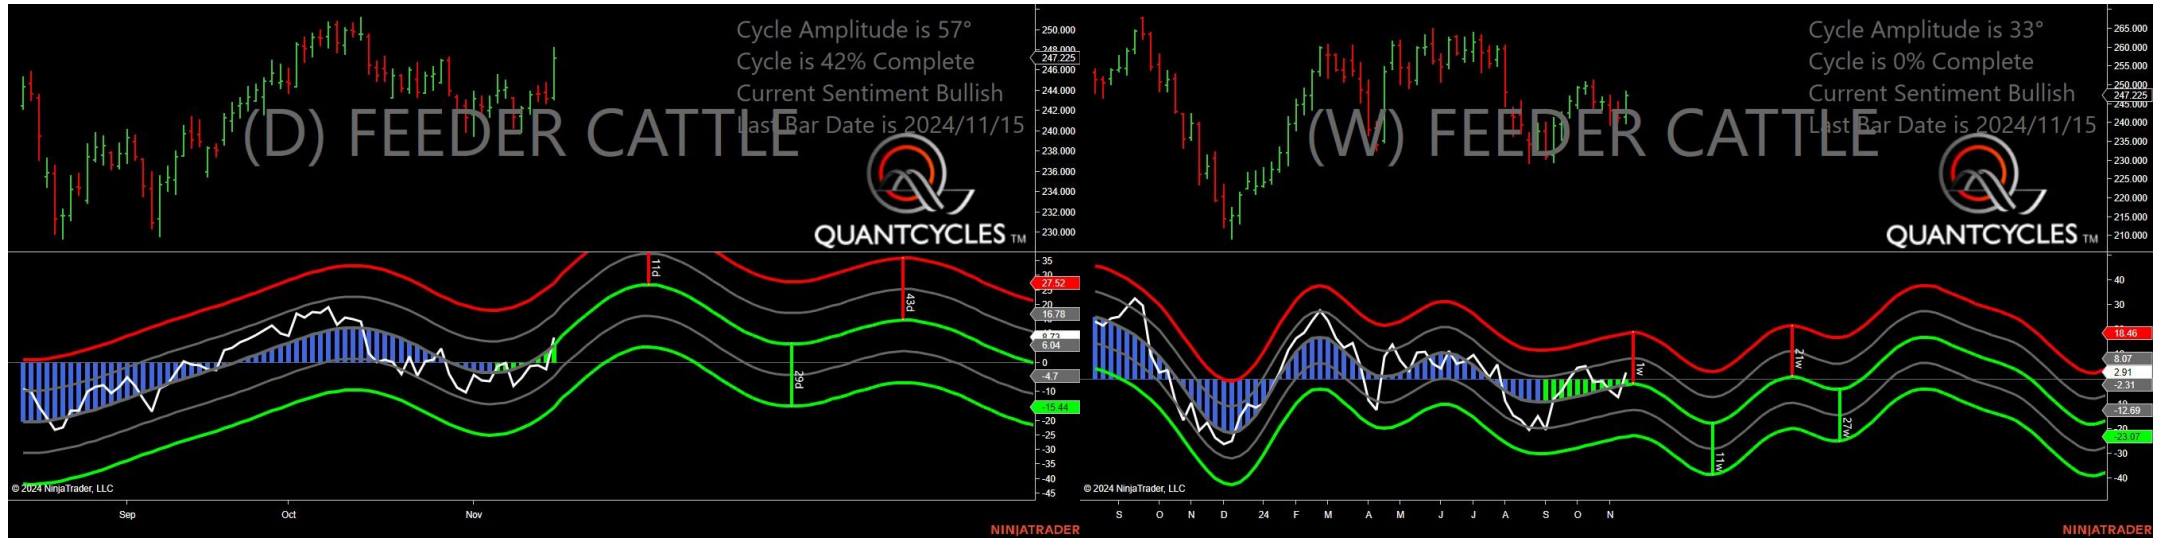 Cycle Amplitude is 57°
Cycle is 42% Complete
Current Sentiment Bullish
Last Bar Date is 2024/11/15
(D) FEEDER CATTLE
QUANTCYCLES TM
250.000
248.000
247.225
246.000
244.000
242.000
240.000
238.000
236.000
234.000
232.000
230.000
11d
43d
29d
35
30
27.52
25
20
16.78
8.73
6.04
0
-4.7
-10
-15.44
-20
-25
-30
-35
-40
-45
© 2024 NinjaTrader, LLC
Sep
Oct
Nov
NINJATRADER
Cycle Amplitude is 33°
Cycle is 0% Complete
Current Sentiment Bullish
Last Bar Date is 2024/11/15
(W) FEEDER CATTLE
QUANTCYCLES TM
265.000
260.000
255.000
250.000
247.225
245.000
240.000
235.000
230.000
225.000
220.000
215.000
210.000
1w
21w
11w
27w
40
30
18.46
8.07
2.91
-2.31
-12.69
-20
-23.07
-30
-40
© 2024 NinjaTrader, LLC
S
O
N
D
24
F
M
A
M
J
J
A
S
O
N
NINJATRADER